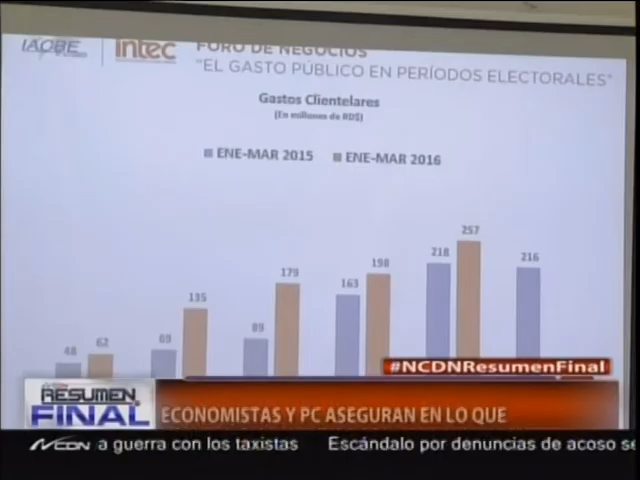 intec
FORO DE NEGOCIOS
"EL GASTO PÚBLICO EN PERÍODOS ELECTORALES"
Gastos Clientelares
(En millones de RD$)
ENE-MAR 2015 ENE-MAR 2016
48 62 69 135 89 179 163 198 218 257 216
#NCDNResumenFinal
RESUMEN
FINAL
ECONOMISTAS Y PC ASEGURAN EN LO QUE
NCDN a guerra con los taxistas Escándalo por denuncias de acoso se